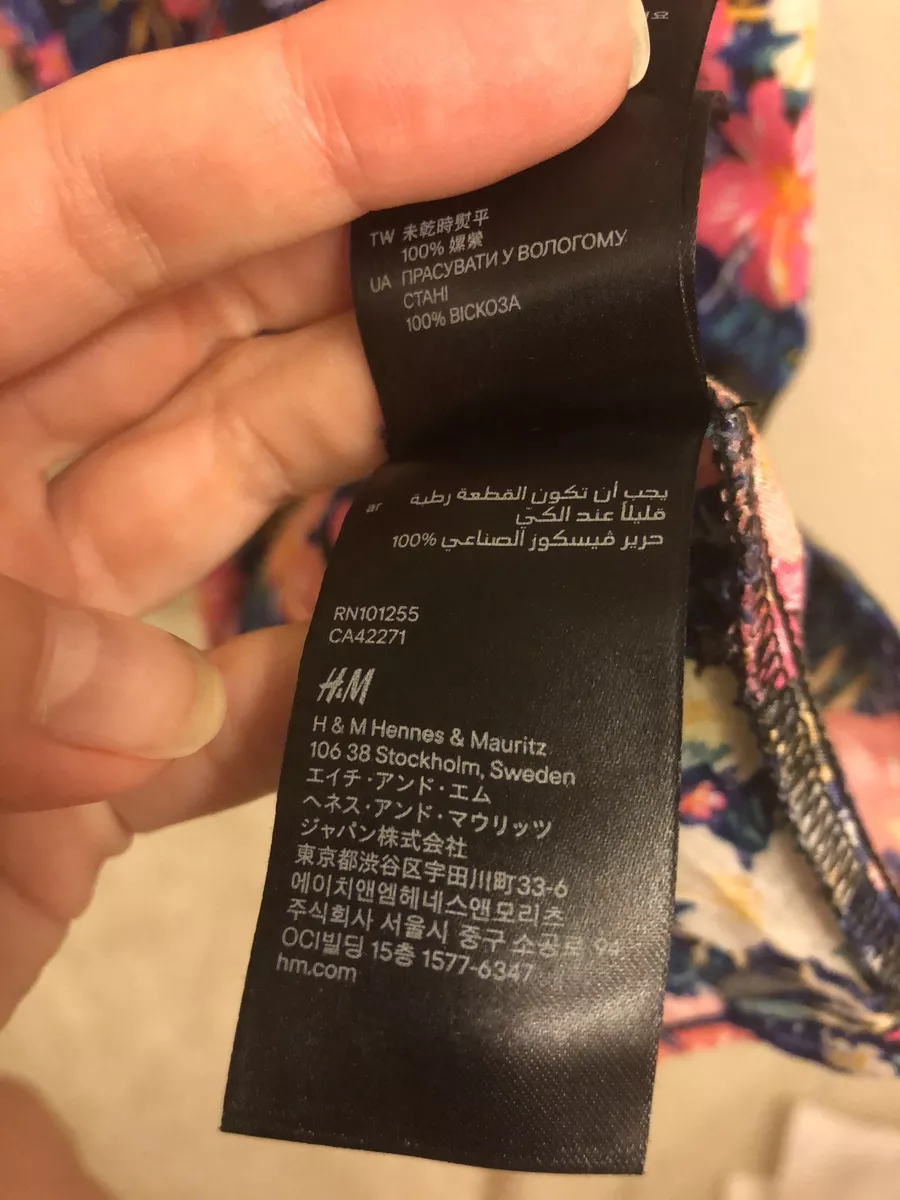 TW 未乾時熨平
100% 嫘縈
UA ПРАСУВАТИ У ВОЛОГОМУ
СТАНІ
100% ВІСКОЗА
ar يجب أن تكون القطعة رطبة
قليلاً عند الكيّ
حرير ڤيسكوز الصناعي %100
RN101255
CA42271
H&M
H & M Hennes & Mauritz
106 38 Stockholm, Sweden
エイチ・アンド・エム
ヘネス・アンド・マウリッツ
ジャパン株式会社
東京都渋谷区宇田川町33-6
에이치앤엠헤네스앤모리츠
주식회사 서울시 중구 소공로 94
OCI빌딩 15층 1577-6347
hm.com